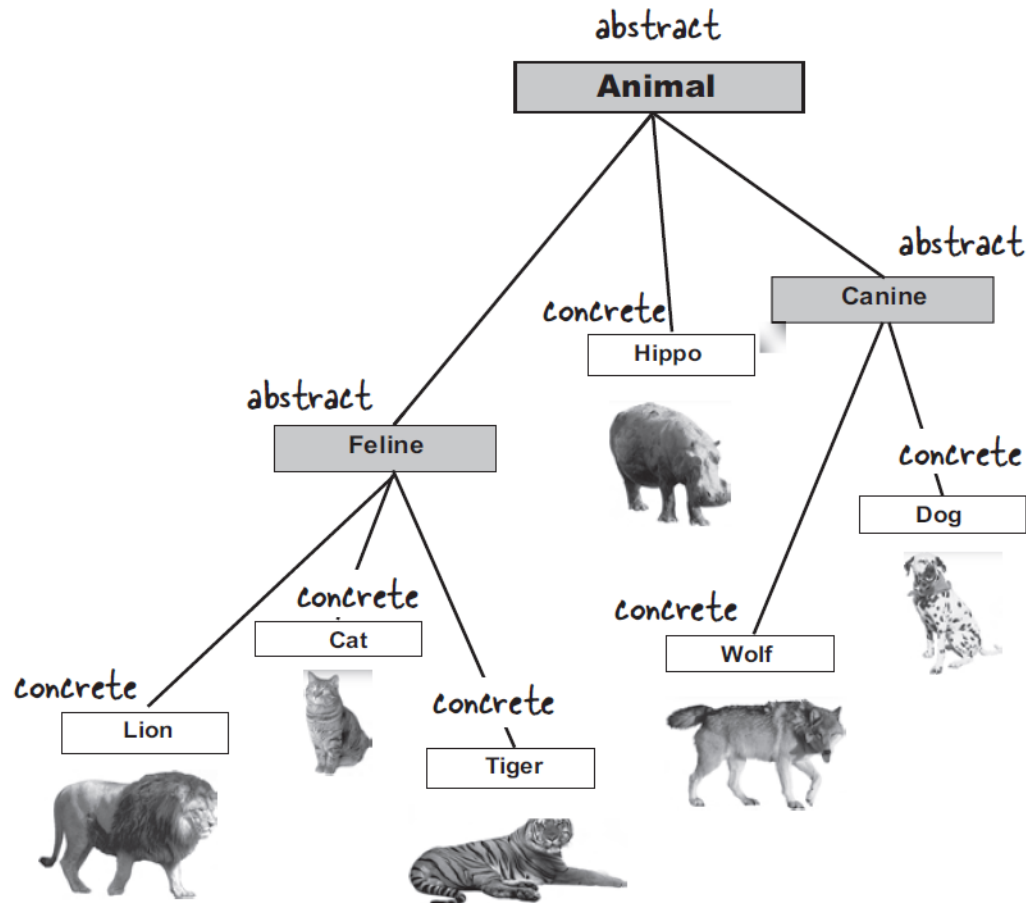 abstract
Animal
abstract
Canine
concrete
Hippo
abstract
Feline
concrete
Dog
concrete
Cat
concrete
Wolf
concrete
Lion
concrete
Tiger